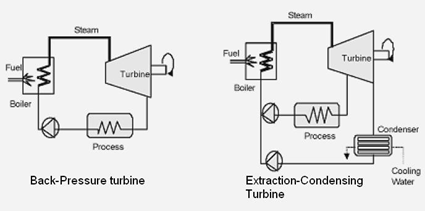 Steam
Fuel
Turbine
Boiler
Process
Back-Pressure turbine
Steam
Fuel
Turbine
Boiler
Process
Condenser
Cooling
Water
Extraction-Condensing
Turbine